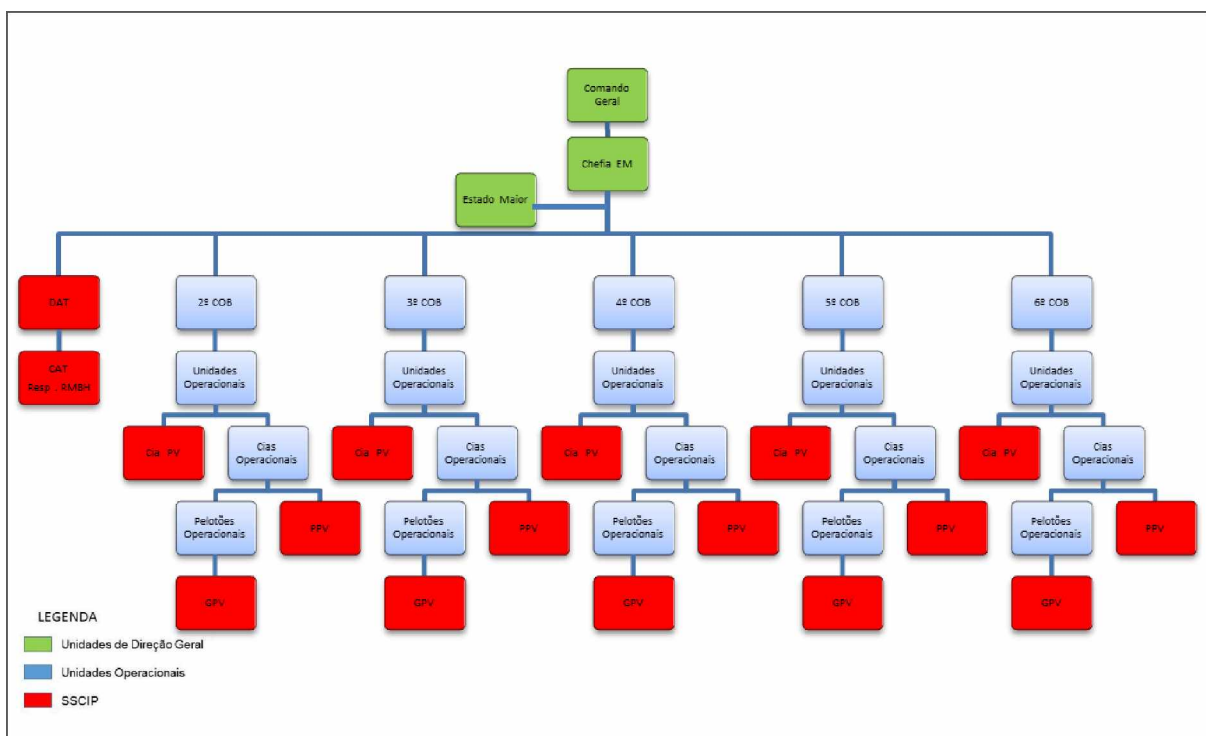 Comando
Geral
Chefia EM
Estado Maior
DAT
2º COB
3º COB
4º COB
5º COB
6º COB
CAT
Resp . RMBH
Unidades
Operacionais
Unidades
Operacionais
Unidades
Operacionais
Unidades
Operacionais
Unidades
Operacionais
Cia PV
Cias
Operacionais
Cia PV
Cias
Operacionais
Cia PV
Cias
Operacionais
Cia PV
Cias
Operacionais
Cia PV
Cias
Operacionais
Pelotões
Operacionais
PPV
Pelotões
Operacionais
PPV
Pelotões
Operacionais
PPV
Pelotões
Operacionais
PPV
Pelotões
Operacionais
PPV
GPV
GPV
GPV
GPV
GPV
LEGENDA
Unidades de Direção Geral
Unidades Operacionais
SSCIP